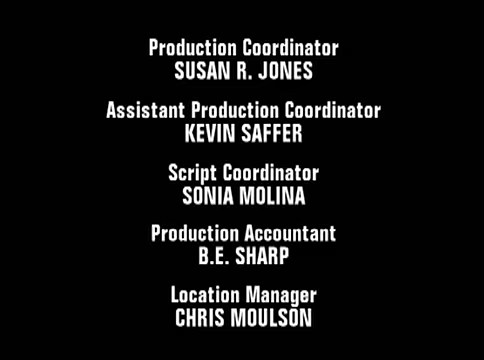 Production Coordinator
SUSAN R. JONES
Assistant Production Coordinator
KEVIN SAFFER
Script Coordinator
SONIA MOLINA
Production Accountant
B.E. SHARP
Location Manager
CHRIS MOULSON